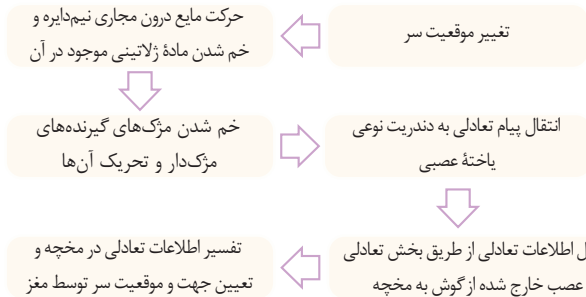 تغییر موقعیت سر
حرکت مایع درون مجاری نیم‌دایره و
خم شدن مادۀ ژلاتینی موجود در آن
خم شدن مژک‌های گیرنده‌های
مژک‌دار و تحریک آن‌ها
انتقال پیام تعادلی به دندریت نوعی
یاختۀ عصبی
اطلاعات تعادلی از طریق بخش تعادلی
عصب خارج شده از گوش به مخچه
تفسیر اطلاعات تعادلی در مخچه و
تعیین جهت و موقعیت سر توسط مغز